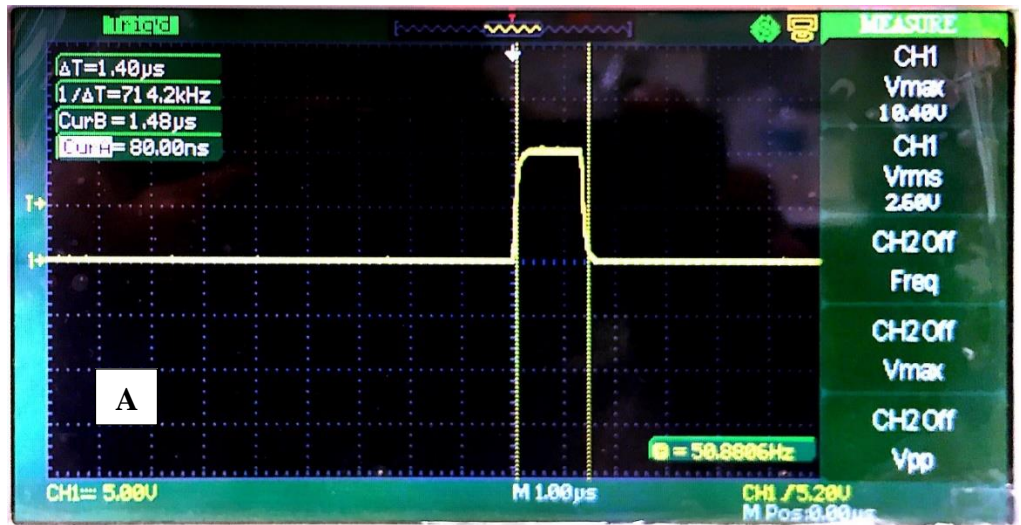 Trig'd
MEASURE
ΔT=1.40μs
1/ΔT=714.2kHz
CurB=1.48μs
CurA=80.00ns
T
1
A
CH1
Vmax
10.40V
CH1
Vrms
2.60V
CH2 Off
Freq
CH2 Off
Vmax
CH2 Off
Vpp
=50.8806Hz
CH1 5.00V
M 1.00μs
CH1 /5.20V
M Pos:0.00μs